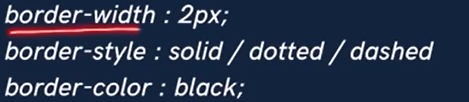 border-width : 2px;
border-style : solid / dotted / dashed
border-color : black;